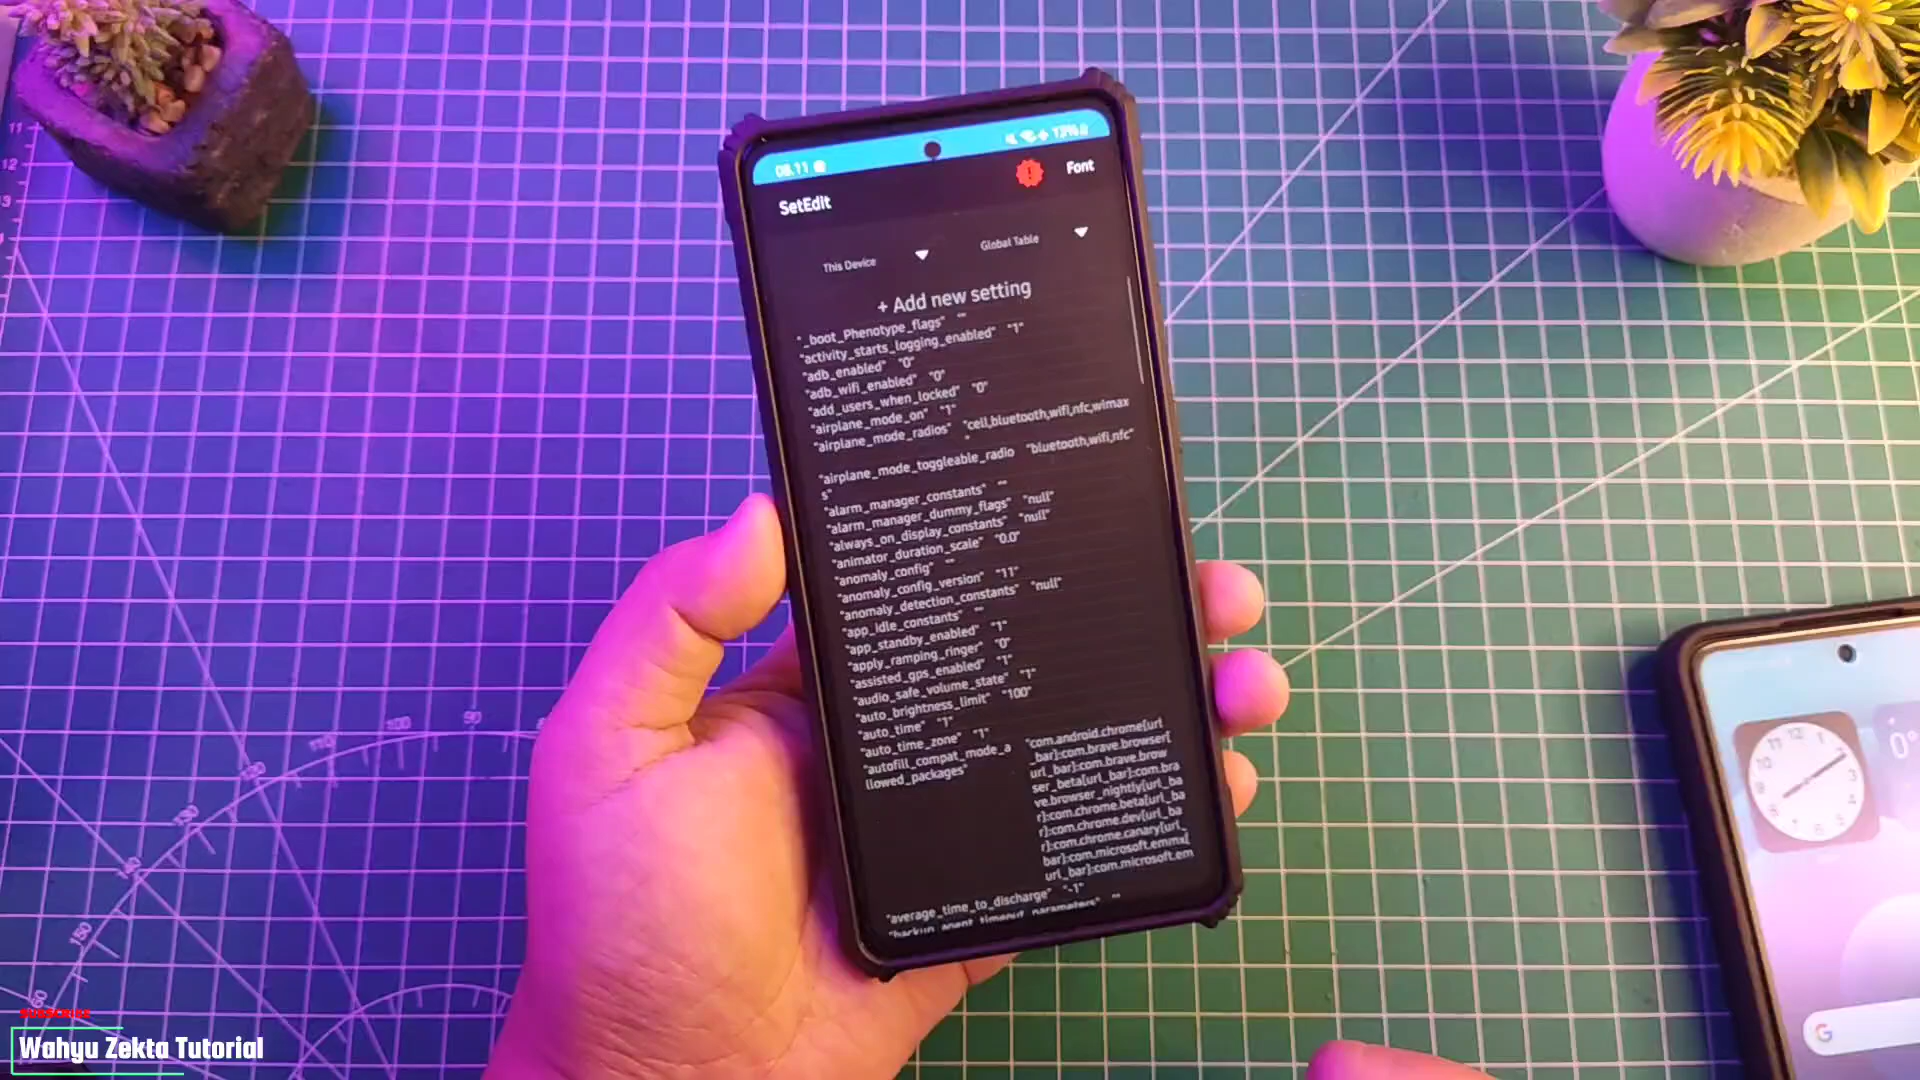 08.11
SetEdit
Font
This Device
Global Table
+ Add new setting
"_boot_Phenotype_flags" ""
"activity_starts_logging_enabled" "1"
"adb_enabled" "0"
"adb_wifi_enabled" "0"
"add_users_when_locked" "0"
"airplane_mode_on" "1"
"airplane_mode_radios" "cell,bluetooth,wifi,nfc,wimax
"
"airplane_mode_toggleable_radio "bluetooth,wifi,nfc"
s"
"alarm_manager_constants" ""
"alarm_manager_dummy_flags" "null"
"always_on_display_constants" "null"
"animator_duration_scale" "0.0"
"anomaly_config" ""
"anomaly_config_version" "11"
"anomaly_detection_constants" "null"
"app_idle_constants" ""
"app_standby_enabled" "1"
"apply_ramping_ringer" "0"
"assisted_gps_enabled" "1"
"audio_safe_volume_state" "1"
"auto_brightness_limit" "100"
"auto_time" "1"
"auto_time_zone" "1"
"autofill_compat_mode_a
llowed_packages"
"com.android.chrome[url
_bar]:com.brave.browser[
url_bar]:com.brave.brow
ser_beta[url_bar]:com.bra
ve.browser_nightly[url_ba
r]:com.chrome.beta[url_ba
r]:com.chrome.dev[url_ba
r]:com.chrome.canary[url_
bar]:com.microsoft.emmx[
url_bar]:com.microsoft.em
"average_time_to_discharge" "-1"
"backup_agent_timeout_parameters" ""
SUBSCRIBE
Wahyu Zekta Tutorial